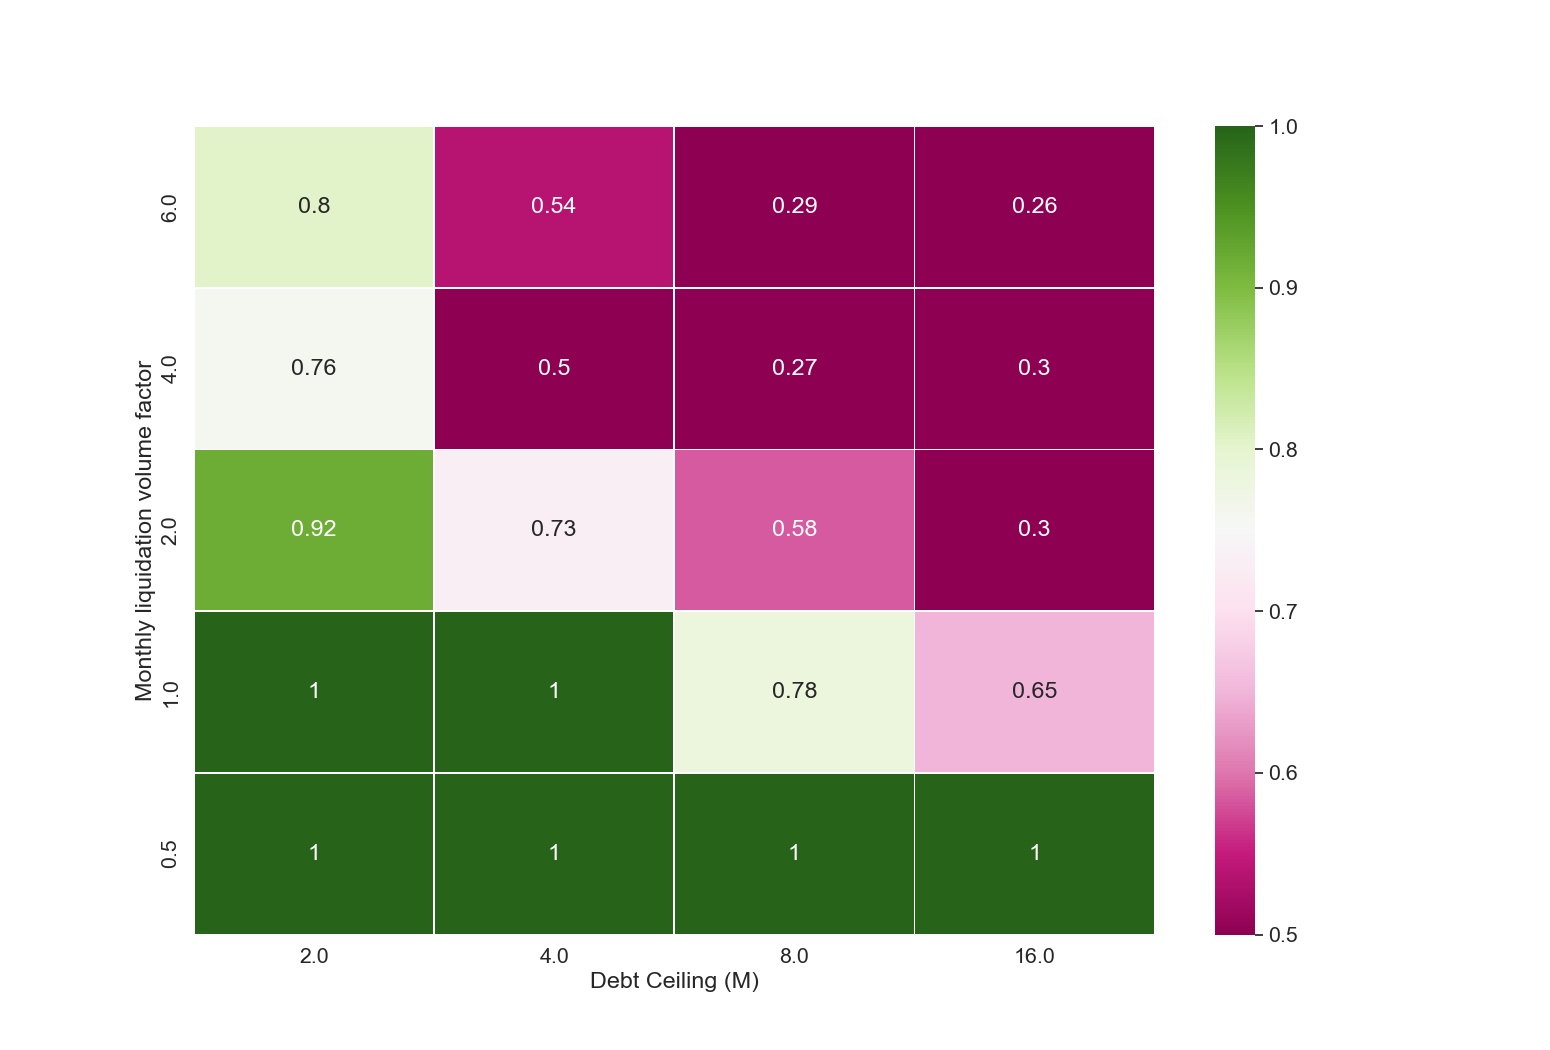 1.0
6.0 0.8 0.54 0.29 0.26
0.9
4.0 0.76 0.5 0.27 0.3
0.8
Monthly liquidation volume factor
2.0 0.92 0.73 0.58 0.3
0.7
1.0 1 1 0.78 0.65
0.6
0.5 1 1 1 1
0.5
2.0 4.0 8.0 16.0
Debt Ceiling (M)